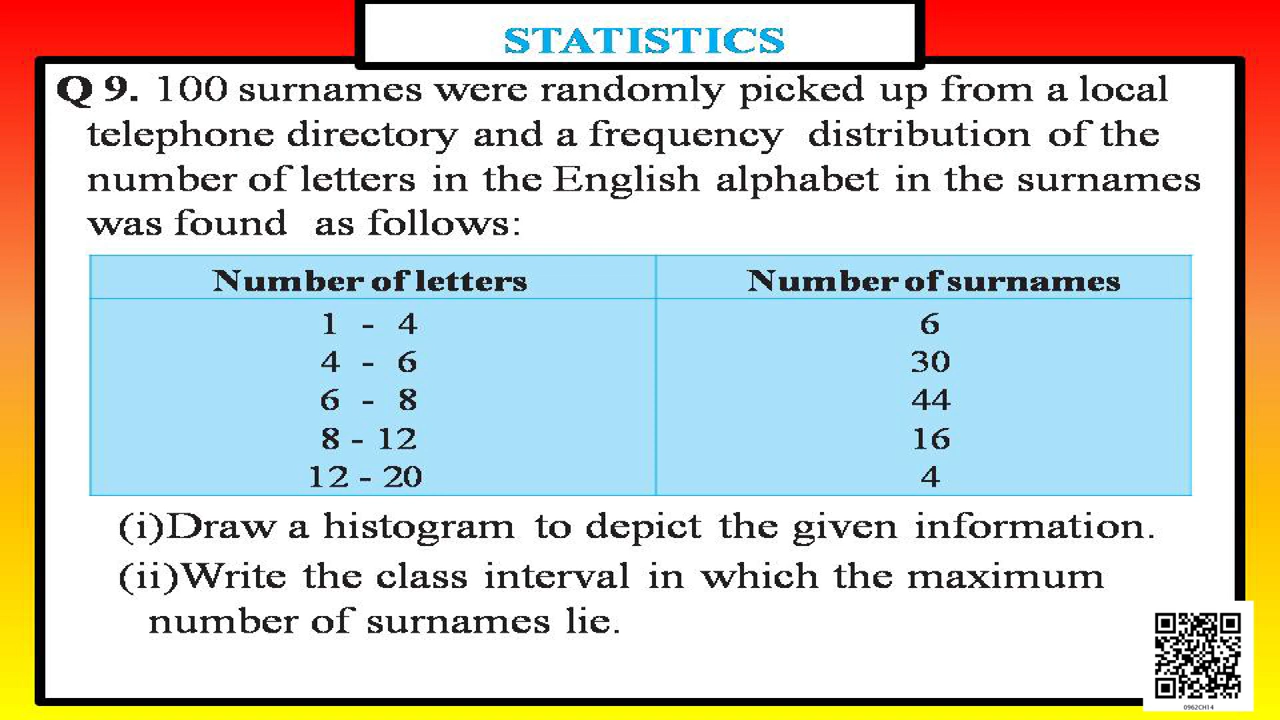 STATISTICS
Q 9. 100 surnames were randomly picked up from a local
telephone directory and a frequency distribution of the
number of letters in the English alphabet in the surnames
was found as follows:
Number of letters Number of surnames
1 - 4 6
4 - 6 30
6 - 8 44
8 - 12 16
12 - 20 4
(i)Draw a histogram to depict the given information.
(ii)Write the class interval in which the maximum
number of surnames lie.
0962CH14